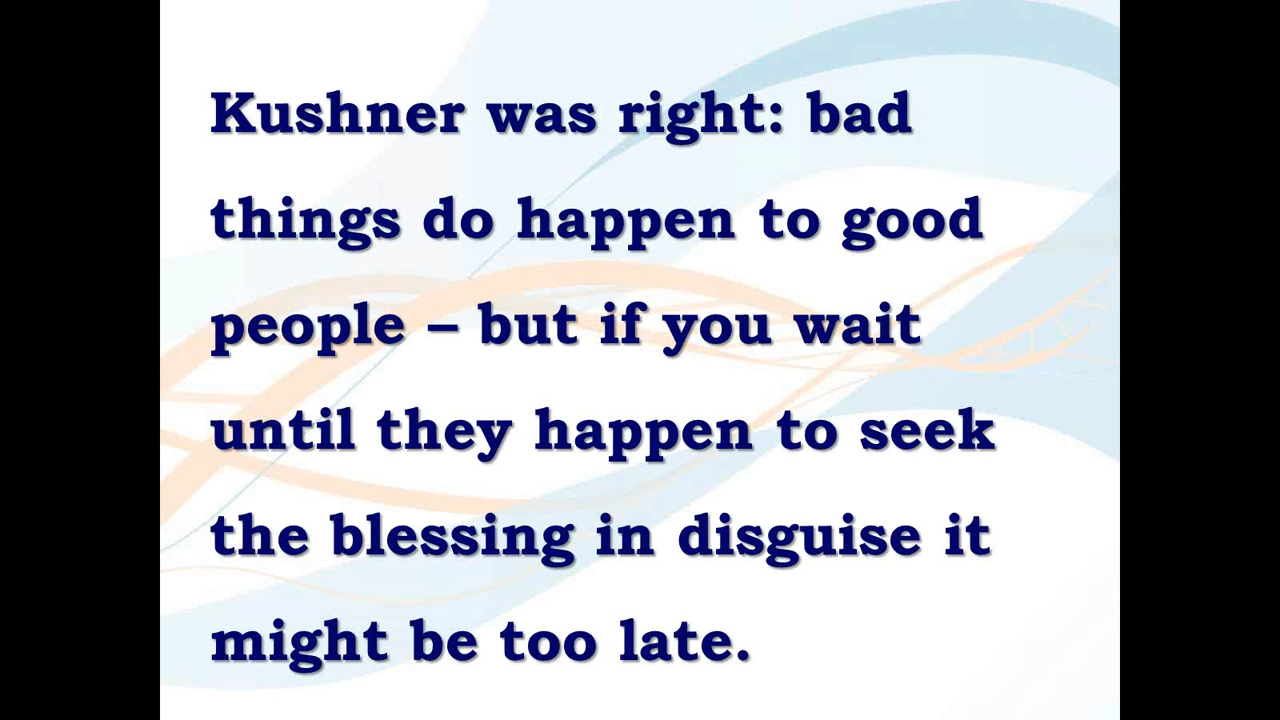 Kushner was right: bad
things do happen to good
people – but if you wait
until they happen to seek
the blessing in disguise it
might be too late.